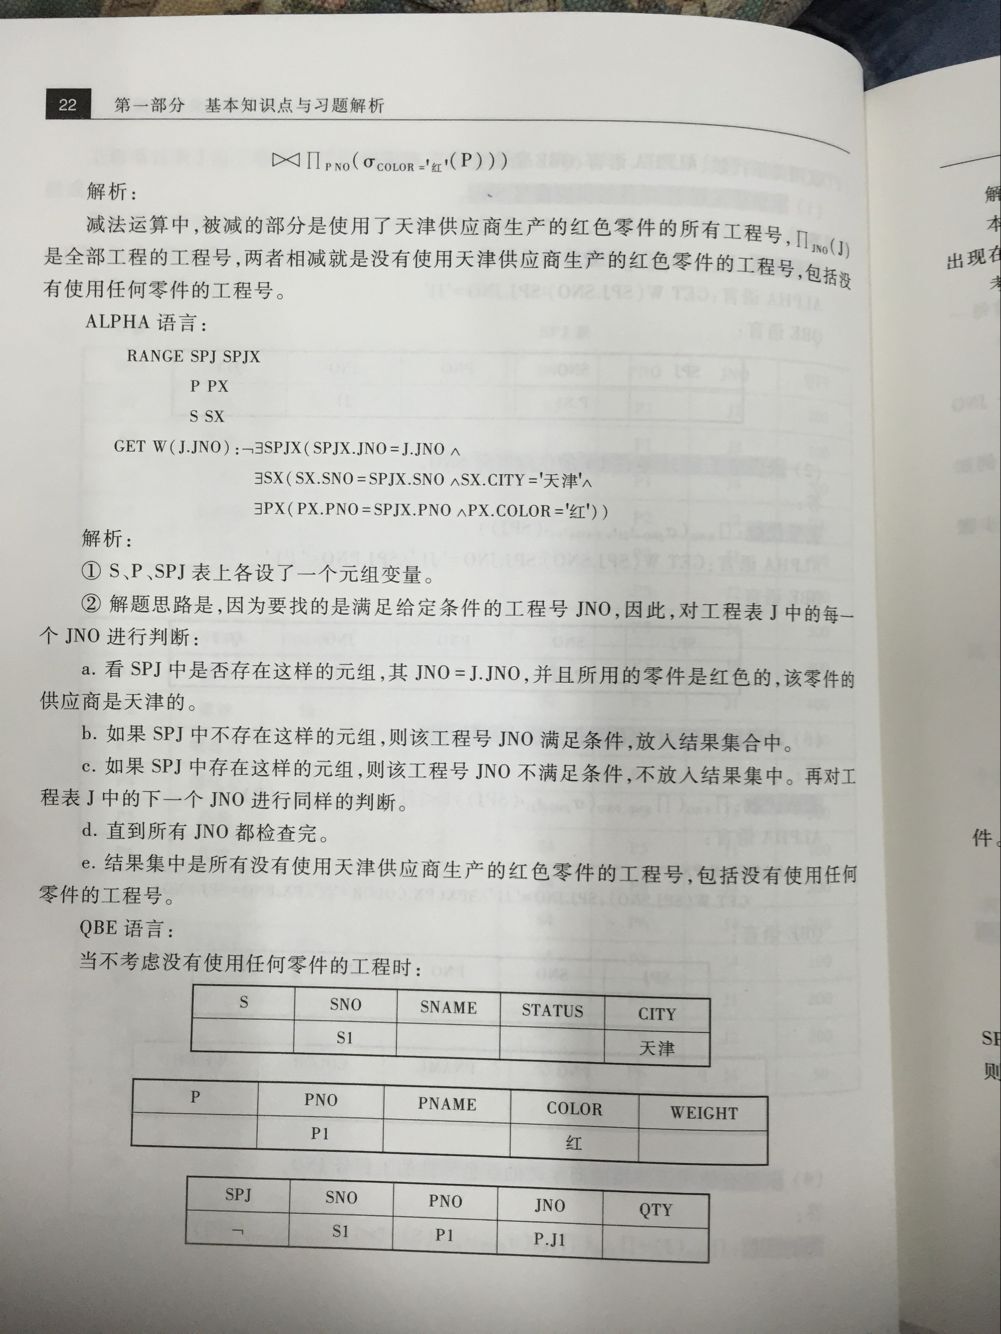 22 第一部分 基本知识点与习题解析
⋈∏PNO(σCOLOR='红'(P)))
解析:
减法运算中,被减的部分是使用了天津供应商生产的红色零件的所有工程号,∏JNO(J)
是全部工程的工程号,两者相减就是没有使用天津供应商生产的红色零件的工程号,包括没
有使用任何零件的工程号。
ALPHA 语言:
RANGE SPJ SPJX
P PX
S SX
GET W(J.JNO):¬∃SPJX(SPJX.JNO=J.JNO∧
∃SX(SX.SNO=SPJX.SNO∧SX.CITY='天津'∧
∃PX(PX.PNO=SPJX.PNO∧PX.COLOR='红'))
解析:
① S、P、SPJ 表上各设了一个元组变量。
② 解题思路是,因为要找的是满足给定条件的工程号 JNO,因此,对工程表 J 中的每一
个 JNO 进行判断:
a. 看 SPJ 中是否存在这样的元组,其 JNO=J.JNO,并且所用的零件是红色的,该零件的
供应商是天津的。
b. 如果 SPJ 中不存在这样的元组,则该工程号 JNO 满足条件,放入结果集合中。
c. 如果 SPJ 中存在这样的元组,则该工程号 JNO 不满足条件,不放入结果集中。再对工
程表 J 中的下一个 JNO 进行同样的判断。
d. 直到所有 JNO 都检查完。
e. 结果集中是所有没有使用天津供应商生产的红色零件的工程号,包括没有使用任何
零件的工程号。
QBE 语言:
当不考虑没有使用任何零件的工程时:
S SNO SNAME STATUS CITY
S1 天津
P PNO PNAME COLOR WEIGHT
P1 红
SPJ SNO PNO JNO QTY
¬ S1 P1 P.J1
解
本
出现在
考
件。
SP
则